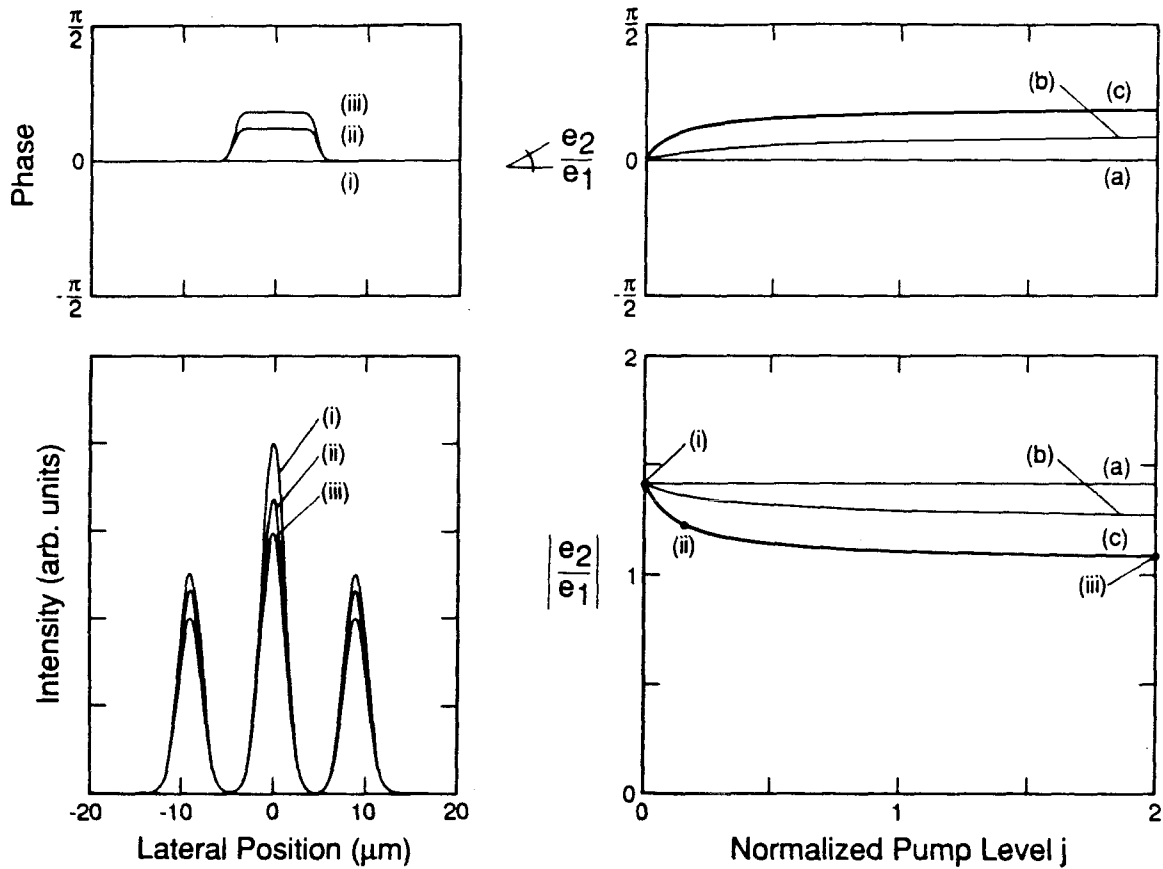 π/2
Phase
0
-π/2
(iii)
(ii)
(i)
π/2
∢ e2/e1
0
-π/2
(b)
(c)
(a)
Intensity (arb. units)
(i)
(ii)
(iii)
-20 -10 0 10 20
Lateral Position (μm)
2
|e2/e1|
1
0
(i)
(b)
(a)
(ii)
(c)
(iii)
0 1 2
Normalized Pump Level j